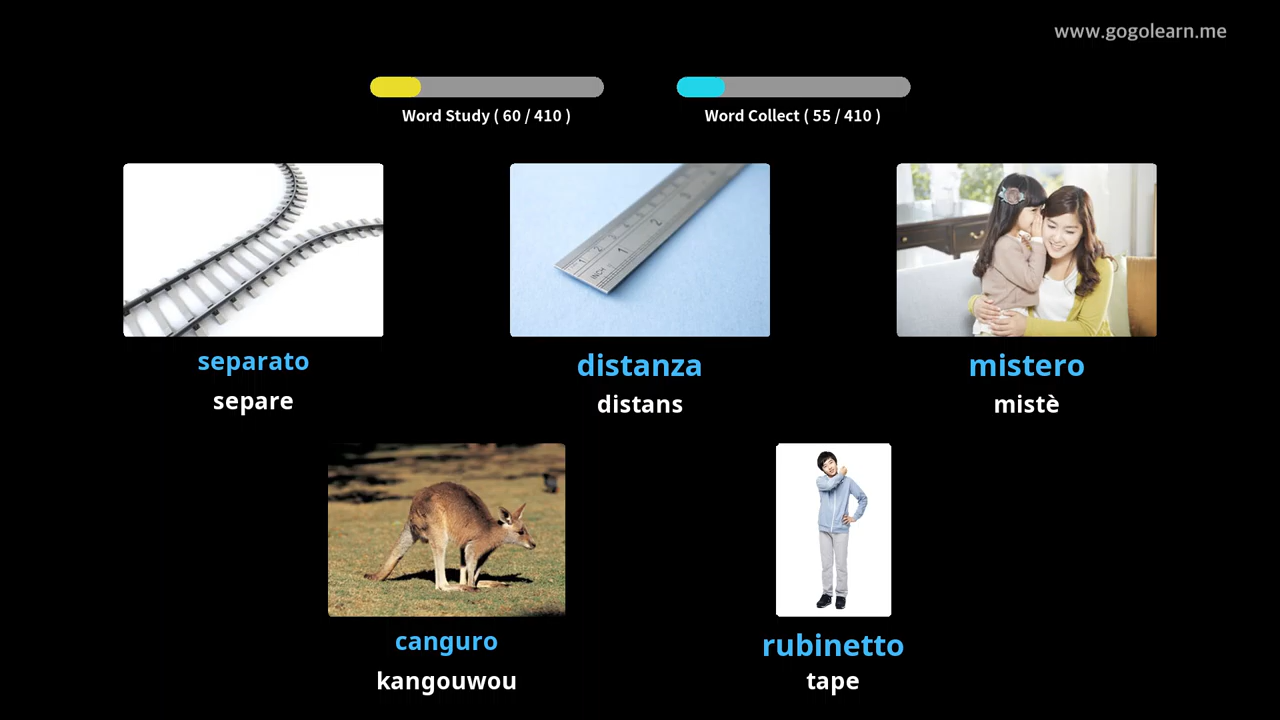 www.gogolearn.me
Word Study ( 60 / 410 )
Word Collect ( 55 / 410 )
separato
separe
distanza
distans
mistero
mistè
canguro
kangouwou
rubinetto
tape